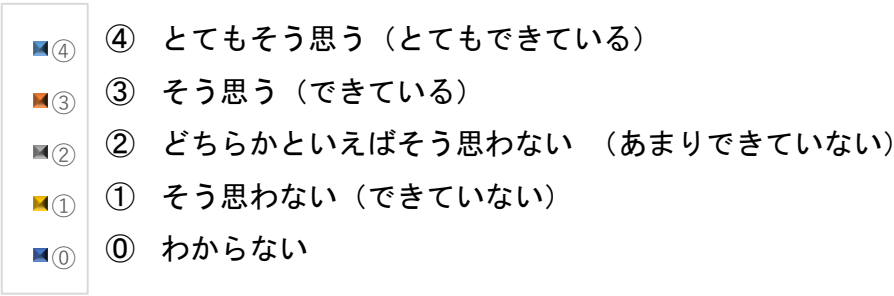 ④ ④ とてもそう思う（とてもできている）
③ ③ そう思う（できている）
② ② どちらかといえばそう思わない （あまりできていない）
① ① そう思わない（できていない）
⓪ ⓪ わからない